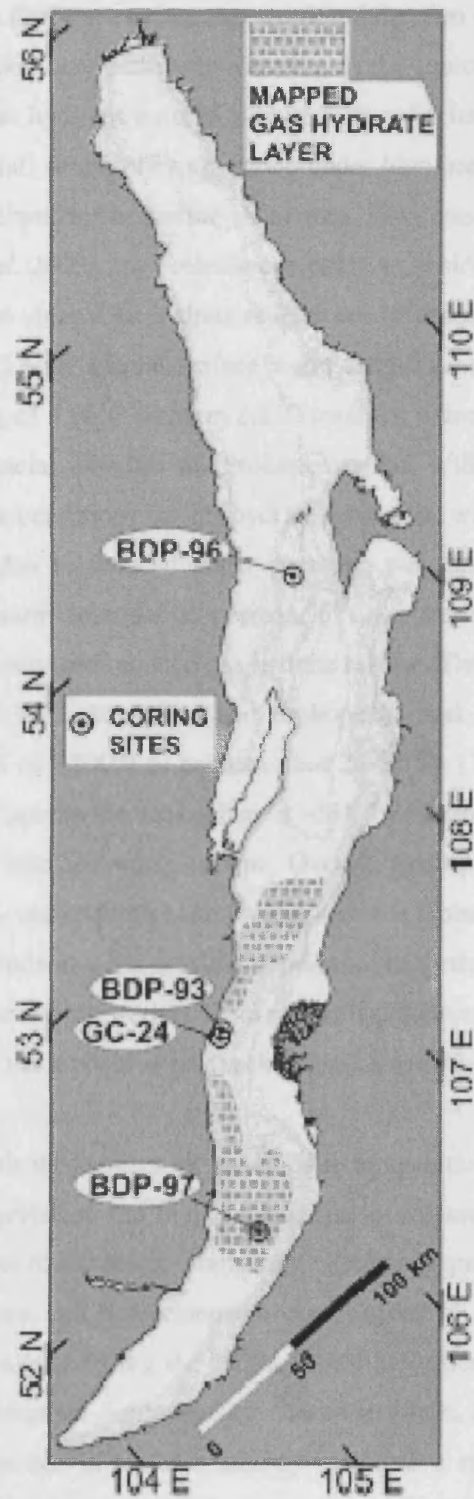 MAPPED
GAS HYDRATE
LAYER
56 N
55 N
54 N
53 N
52 N
110 E
109 E
108 E
107 E
106 E
105 E
104 E
BDP-96
CORING
SITES
BDP-93
GC-24
BDP-97
0
50
100 km